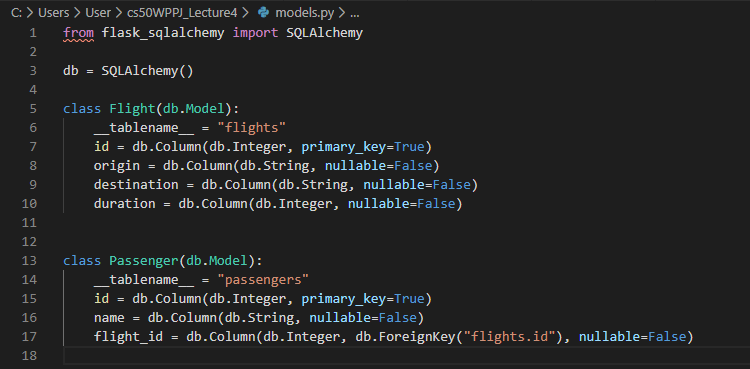 C: > Users > User > cs50WPPJ_Lecture4 > models.py > ...
1 from flask_sqlalchemy import SQLAlchemy
2
3 db = SQLAlchemy()
4
5 class Flight(db.Model):
6     __tablename__ = "flights"
7     id = db.Column(db.Integer, primary_key=True)
8     origin = db.Column(db.String, nullable=False)
9     destination = db.Column(db.String, nullable=False)
10     duration = db.Column(db.Integer, nullable=False)
11
12
13 class Passenger(db.Model):
14     __tablename__ = "passengers"
15     id = db.Column(db.Integer, primary_key=True)
16     name = db.Column(db.String, nullable=False)
17     flight_id = db.Column(db.Integer, db.ForeignKey("flights.id"), nullable=False)
18